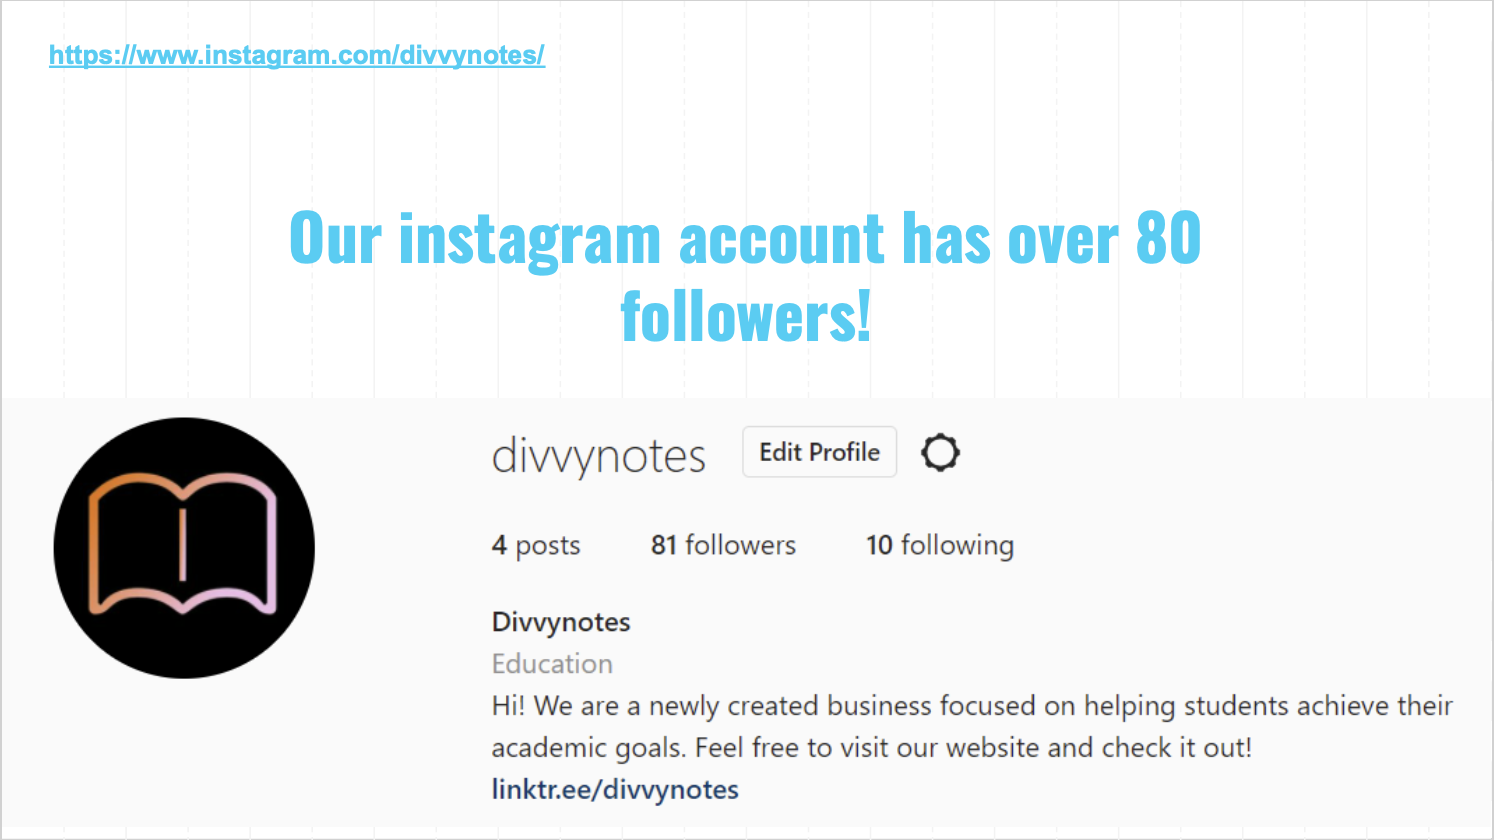 https://www.instagram.com/divvynotes/
Our instagram account has over 80
followers!
divvynotes
Edit Profile
4 posts
81 followers
10 following
Divvynotes
Education
Hi! We are a newly created business focused on helping students achieve their
academic goals. Feel free to visit our website and check it out!
linktr.ee/divvynotes